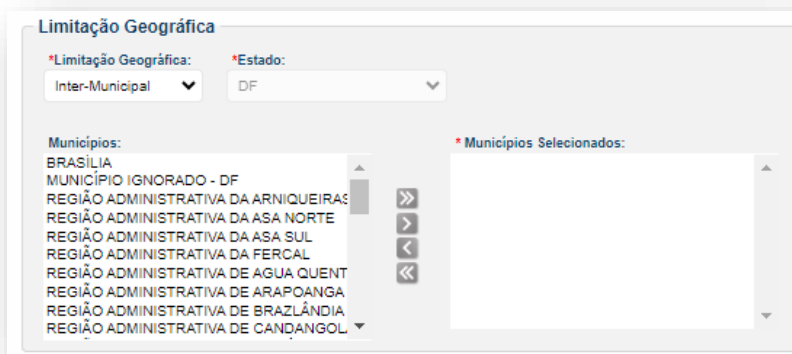 Limitação Geográfica
*Limitação Geográfica: *Estado:
Inter-Municipal DF
Municípios: * Municípios Selecionados:
BRASÍLIA
MUNICÍPIO IGNORADO - DF
REGIÃO ADMINISTRATIVA DA ARNIQUEIRAS
REGIÃO ADMINISTRATIVA DA ASA NORTE
REGIÃO ADMINISTRATIVA DA ASA SUL
REGIÃO ADMINISTRATIVA DA FERCAL
REGIÃO ADMINISTRATIVA DE AGUA QUENT
REGIÃO ADMINISTRATIVA DE ARAPOANGA
REGIÃO ADMINISTRATIVA DE BRAZLÂNDIA
REGIÃO ADMINISTRATIVA DE CANDANGOL